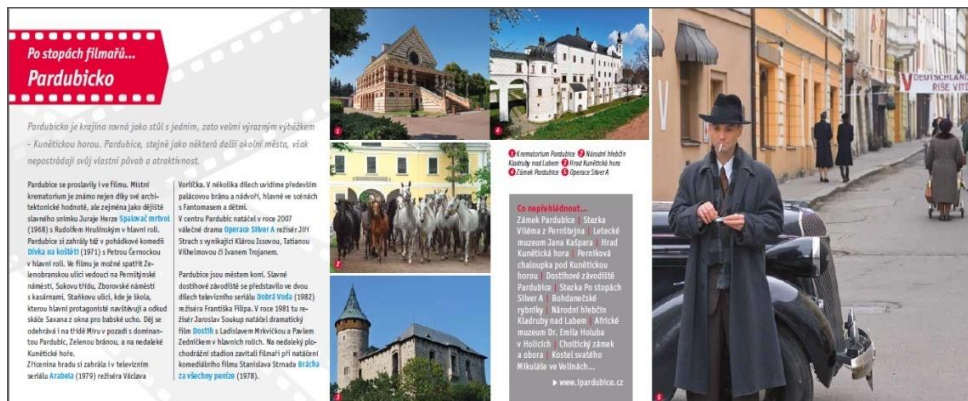 Po stopách filmařů...
Pardubicko
Pardubicko je krajina rovná jako stůl s jedním, zato velmi výrazným výběžkem
– Kunětickou horou. Pardubice, stejně jako některá další okolní města, však
nepostrádají svůj vlastní půvab a atraktivnost.
Pardubice se proslavily i ve filmu. Místní
krematorium je známo nejen díky své archi-
tektonické hodnotě, ale zejména jako dějiště
slavného snímku Juraje Herze Spalovač mrtvol
(1968) s Rudolfem Hrušínským v hlavní roli.
Pardubice si zahrály též v pohádkové komedii
Dívka na koštěti (1971) s Petrou Černockou
v hlavní roli. Ve filmu je možné spatřit Ze-
lenobranskou ulici vedoucí na Pernštýnské
náměstí, Sukovu třídu, Zborovské náměstí
s kasárnami, Staňkovu ulici, kde je škola,
kterou hlavní protagonisté navštěvují a odkud
skáče Saxana z okna pro babské ucho. Děj se
odehrává i na třídě Míru v pozadí s dominan-
tou Pardubic, Zelenou bránou, a na nedaleké
Kunětické hoře.
Zřícenina hradu si zahrála i v televizním
seriálu Arabela (1979) režiséra Václava
Vorlíčka. V několika dílech uvidíme především
palácovou bránu a nádvoří, hlavně ve scénách
s Fantomasem a dětmi.
V centru Pardubic natáčel v roce 2007
válečné drama Operace Silver A režisér Jiří
Strach s vynikající Klárou Issovou, Tatianou
Vilhelmovou či Ivanem Trojanem.
Pardubice jsou městem koní. Slavné
dostihové závodiště se představilo ve dvou
dílech televizního seriálu Dobrá Voda (1982)
režiséra Františka Filipa. V roce 1981 tu re-
žisér Jaroslav Soukup natáčel dramatický
film Dostih s Ladislavem Mrkvičkou a Pavlem
Zedníčkem v hlavních rolích. Na nedaleký plo-
chodrážní stadion zavítali filmaři při natáčení
komediálního filmu Stanislava Strnada Brácha
za všechny peníze (1978).
1 Krematorium Pardubice 2 Národní hřebčín
Kladruby nad Labem 3 Hrad Kunětická hora
4 Zámek Pardubice 5 Operace Silver A
Co nepřehlédnout...
Zámek Pardubice | Stezka
Viléma z Pernštejna | Letecké
muzeum Jana Kašpara | Hrad
Kunětická hora | Perníková
chaloupka pod Kunětickou
horou | Dostihové závodiště
Pardubice | Stezka Po stopách
Silver A | Bohdanečské
rybníky | Národní hřebčín
Kladruby nad Labem | Africké
muzeum Dr. Emila Holuba
v Holicích | Choltický zámek
a obora | Kostel svatého
Mikuláše ve Velinách...
www.ipardubice.cz
V DEUTSCHLAND
ŘÍŠE VÍTĚ
1
4
2
3
5